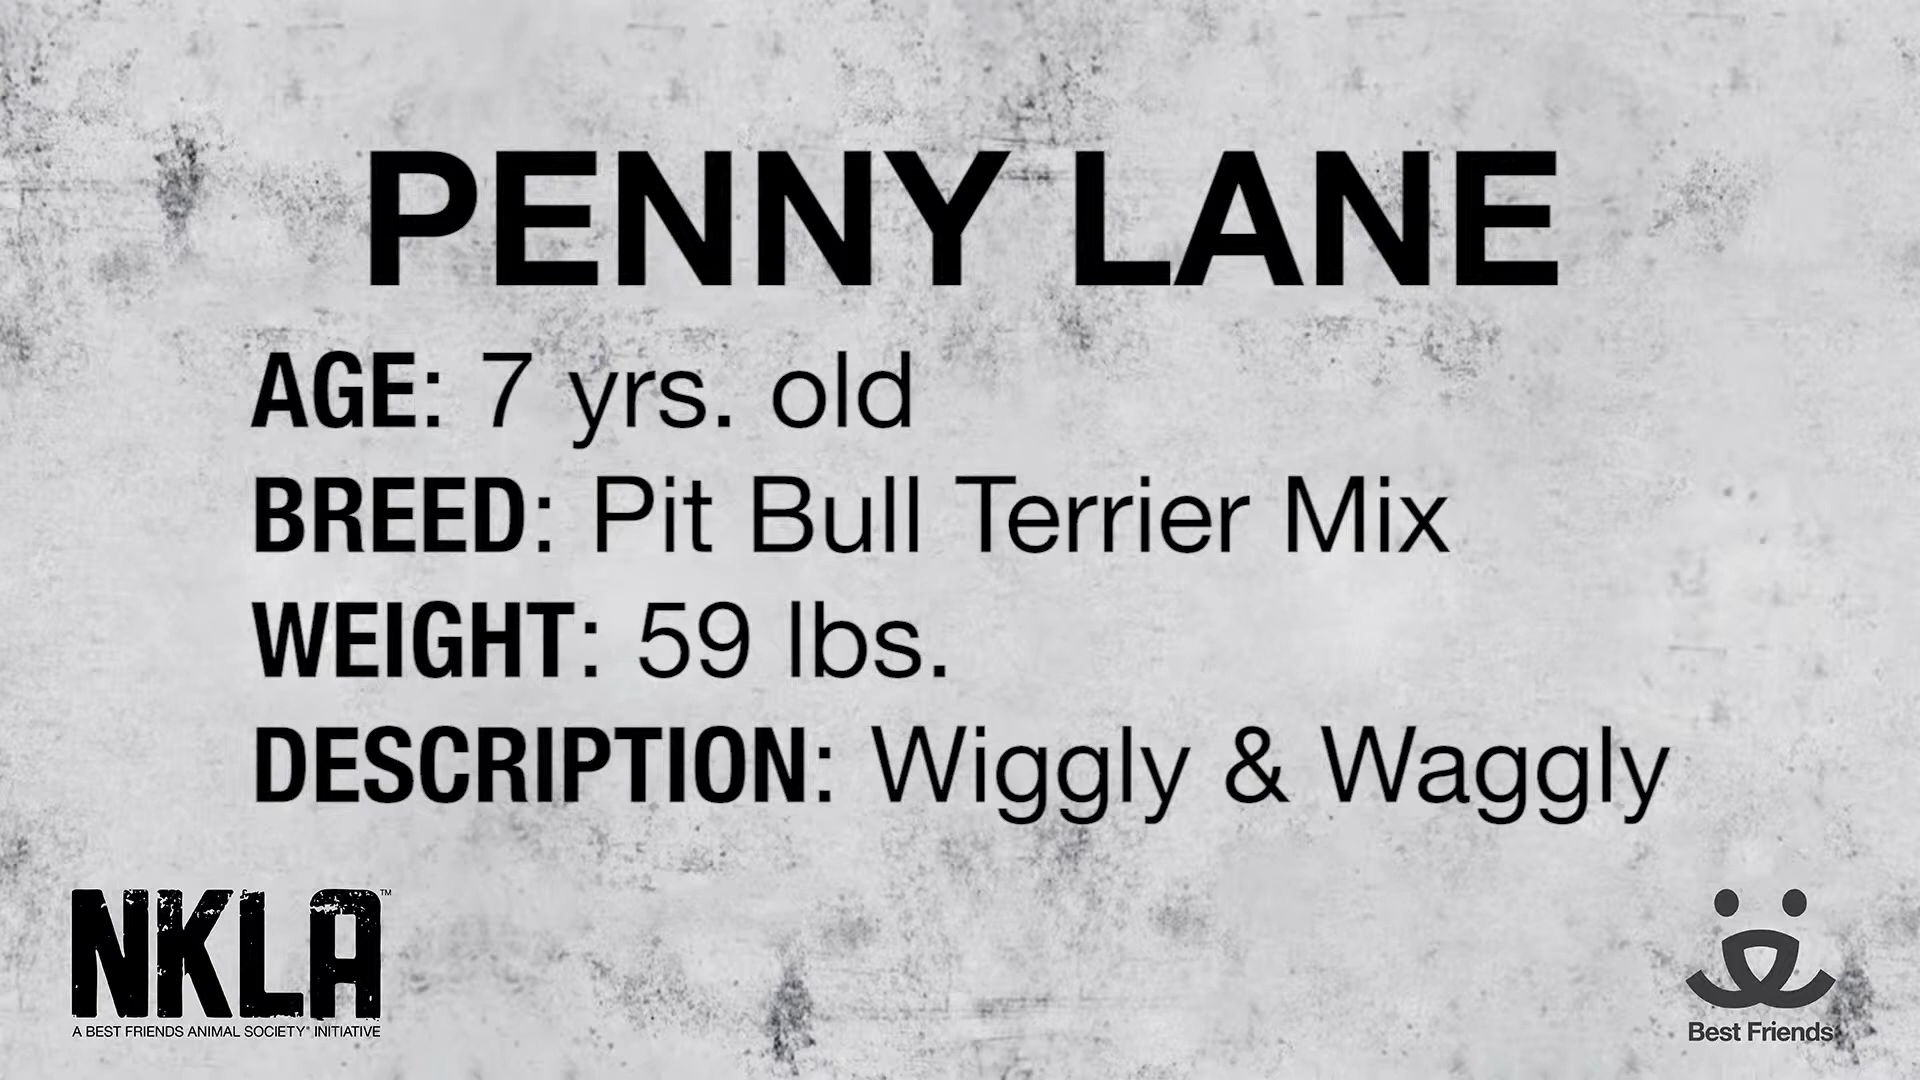 PENNY LANE
AGE: 7 yrs. old
BREED: Pit Bull Terrier Mix
WEIGHT: 59 lbs.
DESCRIPTION: Wiggly & Waggly
NKLA™
A BEST FRIENDS ANIMAL SOCIETY® INITIATIVE
Best Friends